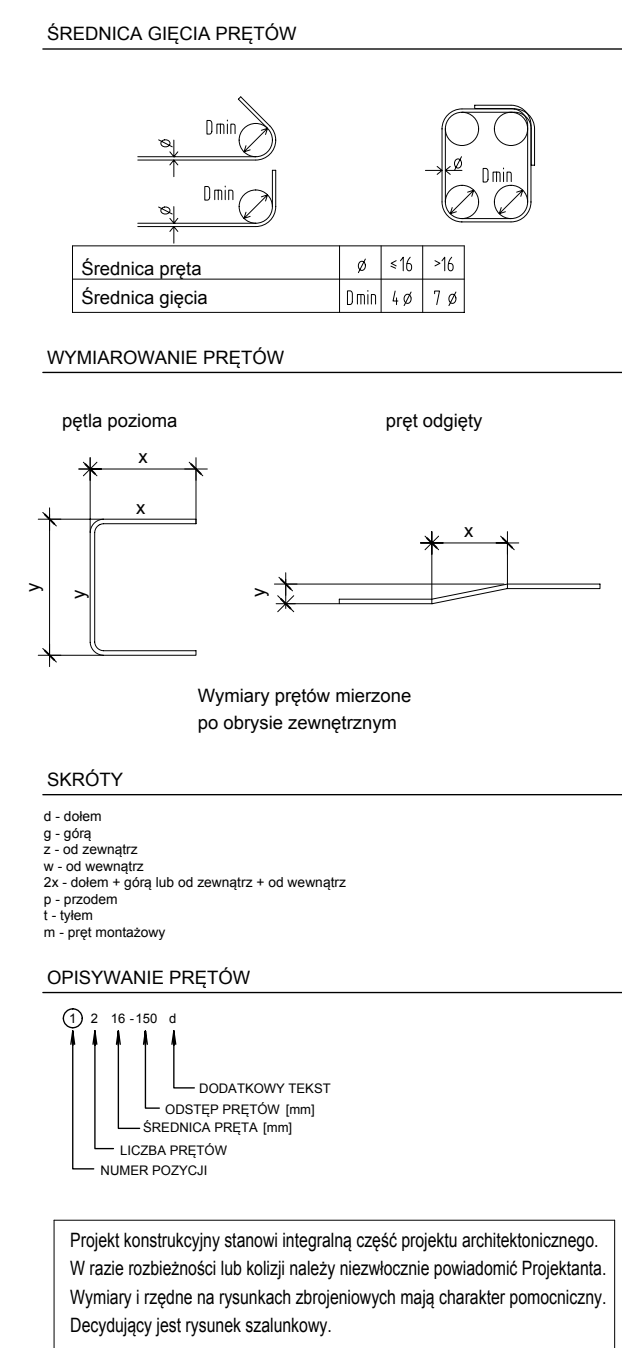 ŚREDNICA GIĘCIA PRĘTÓW
Dmin
ø
Dmin
ø
ø
Dmin
Średnica pręta ø ≤16 >16
Średnica gięcia Dmin 4 ø 7 ø
WYMIAROWANIE PRĘTÓW
pętla pozioma pręt odgięty
x
x
y
y
x
y
Wymiary prętów mierzone
po obrysie zewnętrznym
SKRÓTY
d - dołem
g - górą
z - od zewnątrz
w - od wewnątrz
2x - dołem + górą lub od zewnątrz + od wewnątrz
p - przodem
t - tyłem
m - pręt montażowy
OPISYWANIE PRĘTÓW
1 2 16 -150 d
DODATKOWY TEKST
ODSTĘP PRĘTÓW [mm]
ŚREDNICA PRĘTA [mm]
LICZBA PRĘTÓW
NUMER POZYCJI
Projekt konstrukcyjny stanowi integralną część projektu architektonicznego.
W razie rozbieżności lub kolizji należy niezwłocznie powiadomić Projektanta.
Wymiary i rzędne na rysunkach zbrojeniowych mają charakter pomocniczny.
Decydujący jest rysunek szalunkowy.